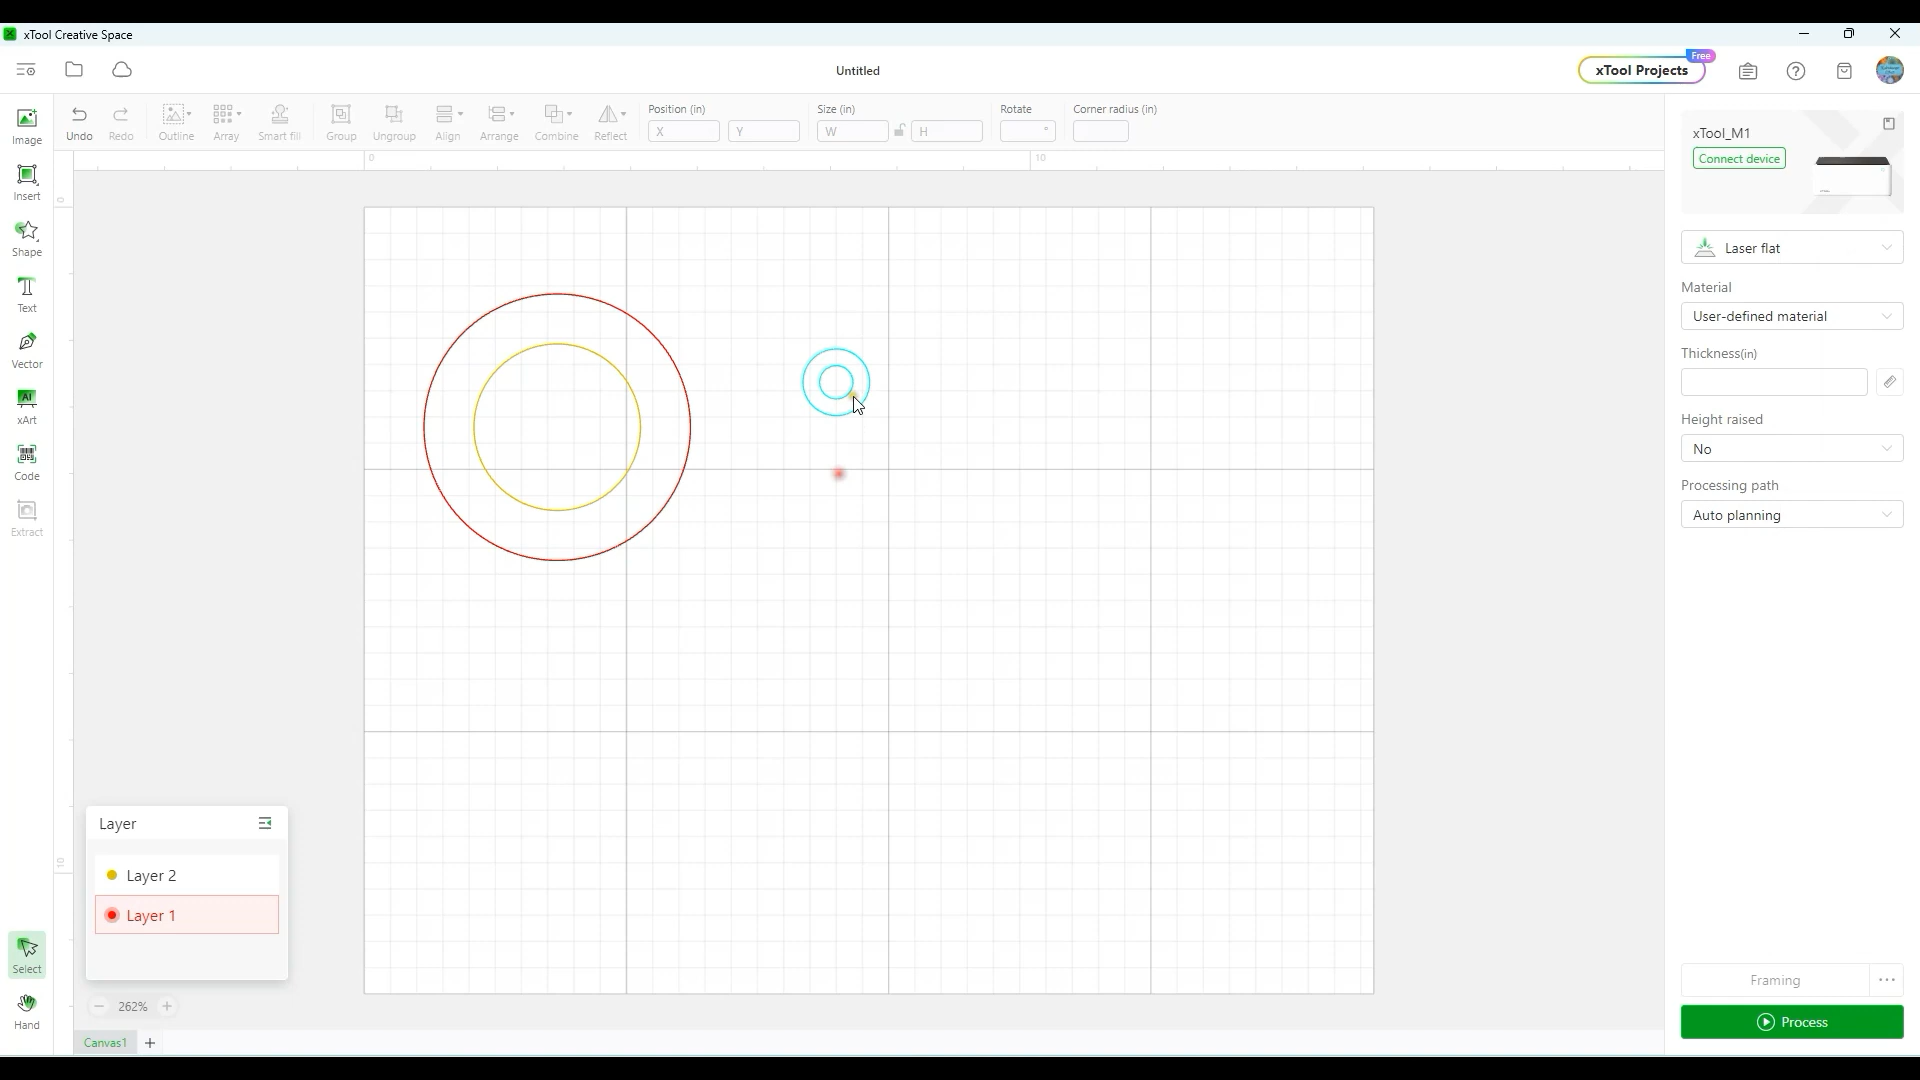 xTool Creative Space
Untitled
xTool Projects
Free
Undo
Redo
Outline
Array
Smart fill
Group
Ungroup
Align
Arrange
Combine
Reflect
Position (in)
X
Y
Size (in)
W
H
Rotate
°
Corner radius (in)
Image
Insert
Shape
Text
Vector
AI
xArt
Code
Extract
Select
Hand
0
10
0
10
Layer
Layer 2
Layer 1
262%
Canvas1
xTool_M1
Connect device
Laser flat
Material
User-defined material
Thickness(in)
Height raised
No
Processing path
Auto planning
Framing
Process